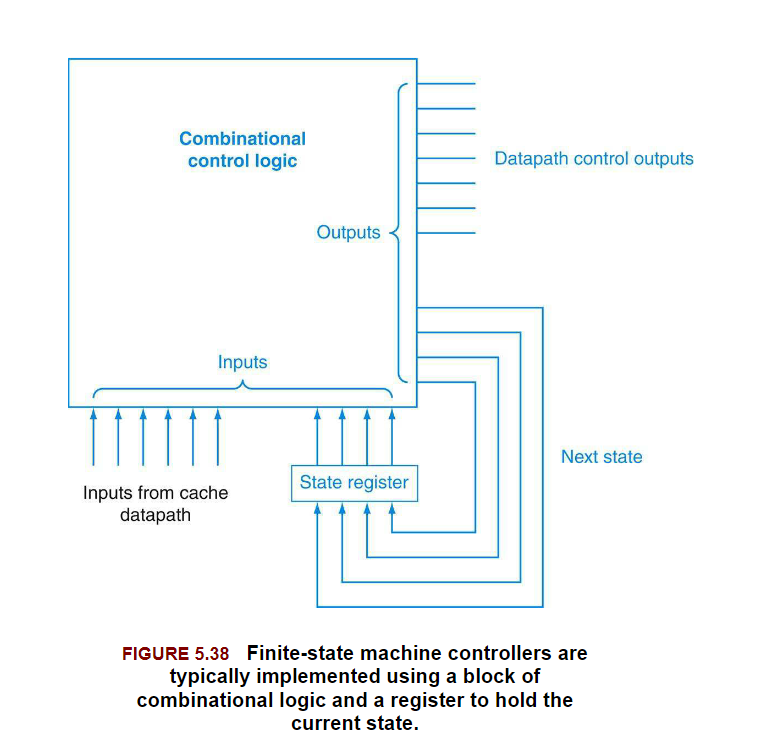 Combinational
control logic
Datapath control outputs
Outputs
Inputs
Next state
State register
Inputs from cache
datapath
FIGURE 5.38 Finite-state machine controllers are
typically implemented using a block of
combinational logic and a register to hold the
current state.